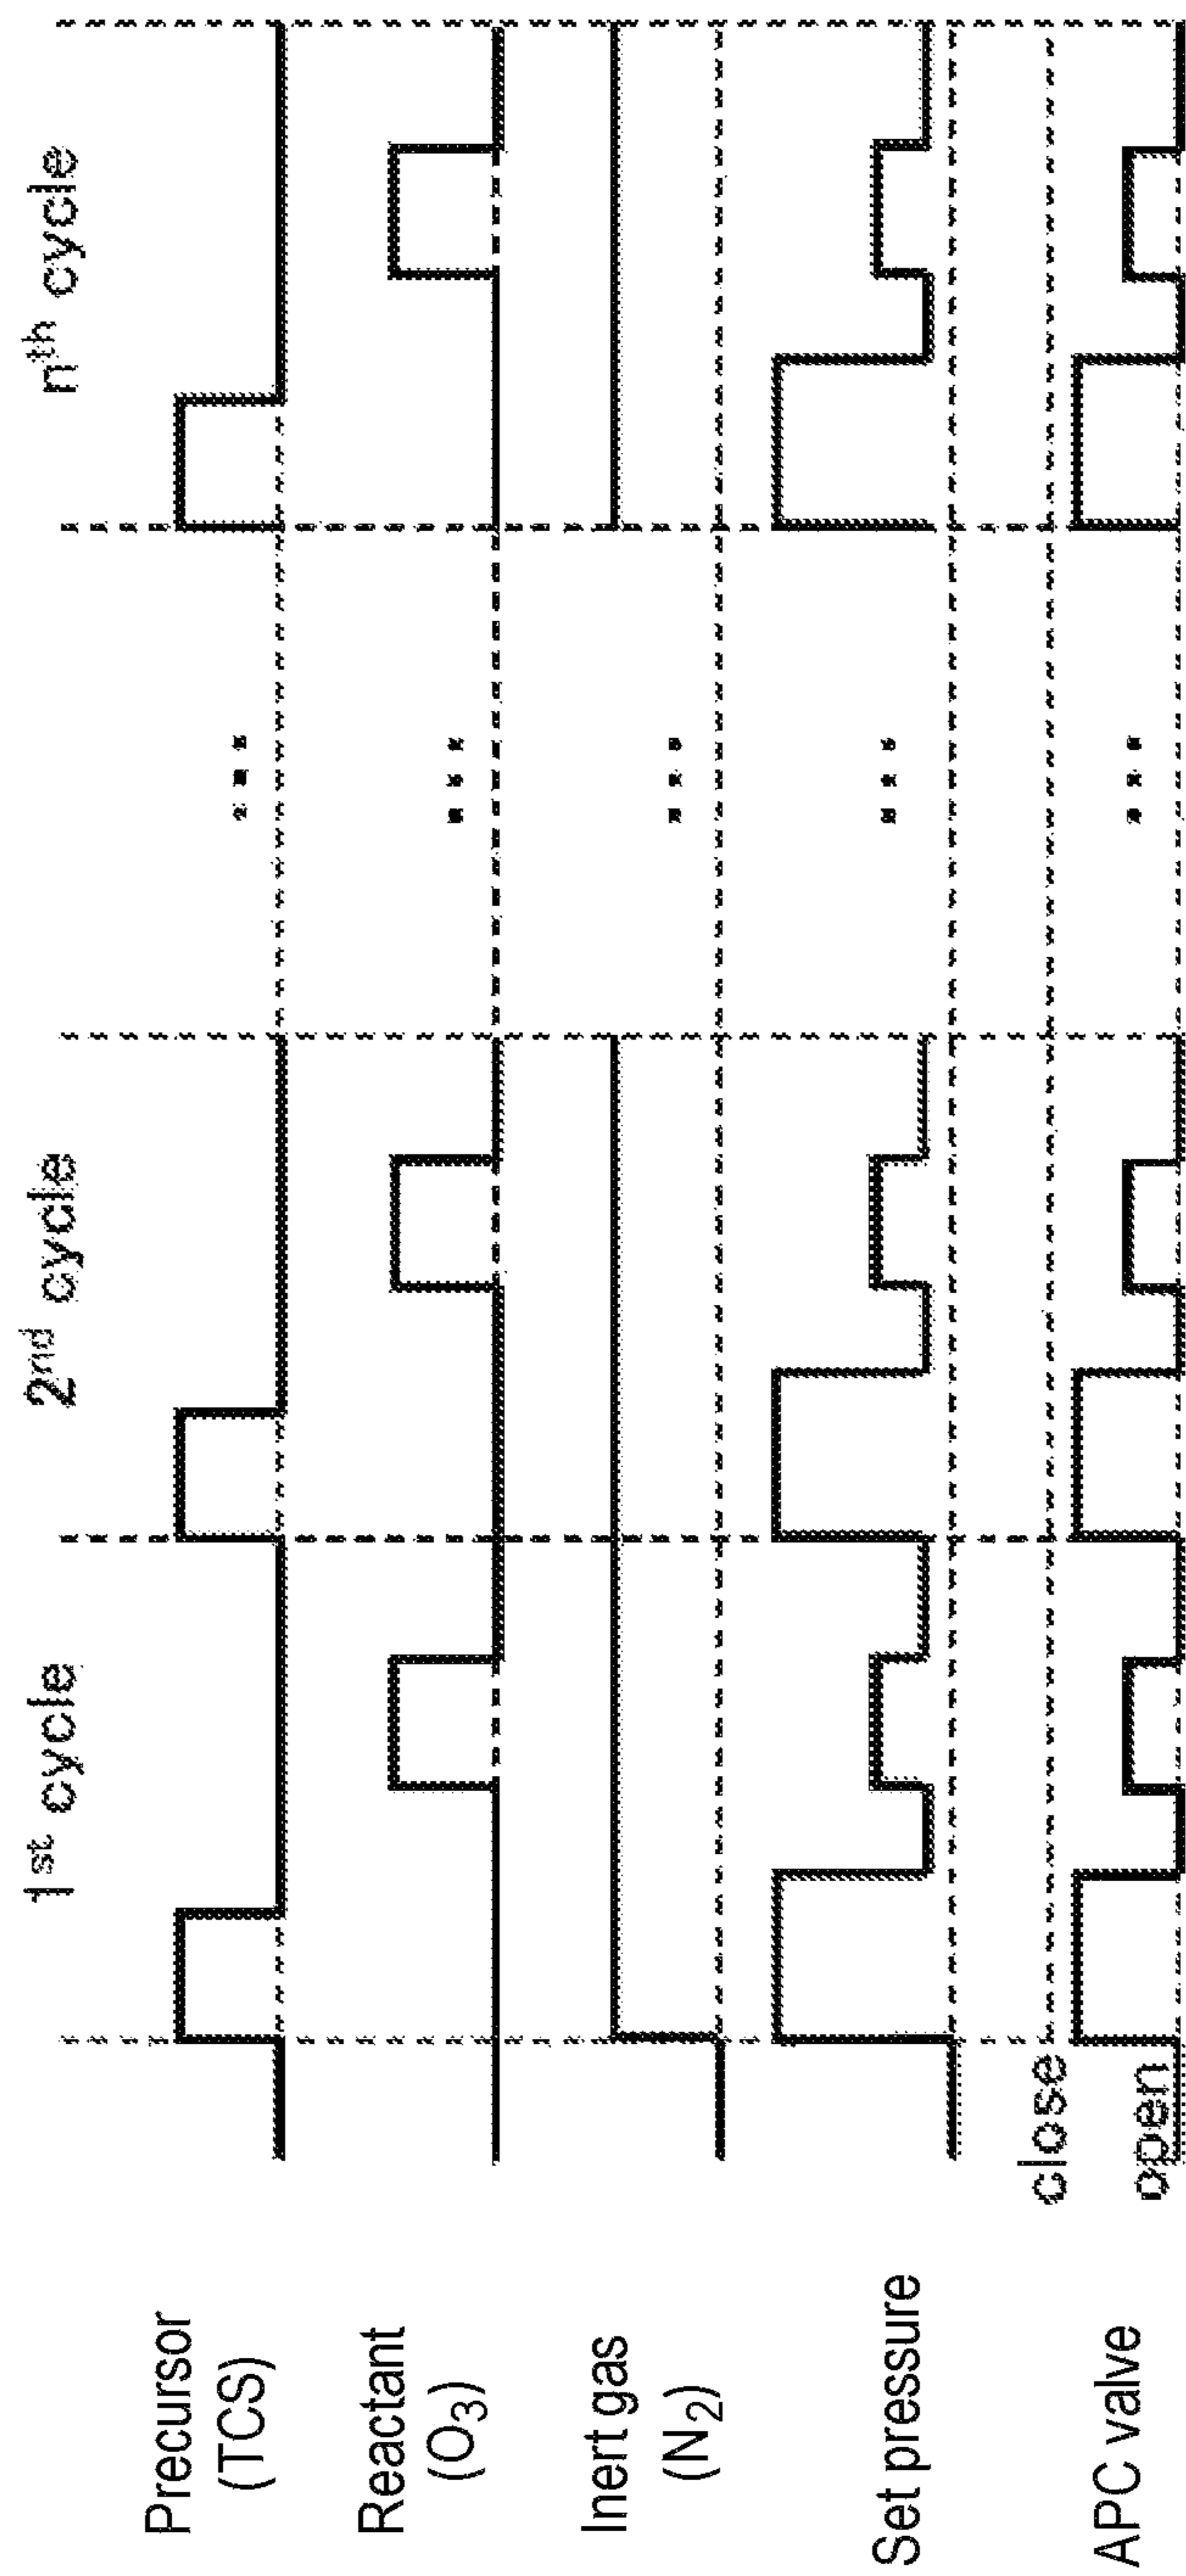 1st cycle
2nd cycle
nth cycle
Precursor
(TCS)
Reactant
(O3)
Inert gas
(N2)
Set pressure
close
APC valve
open